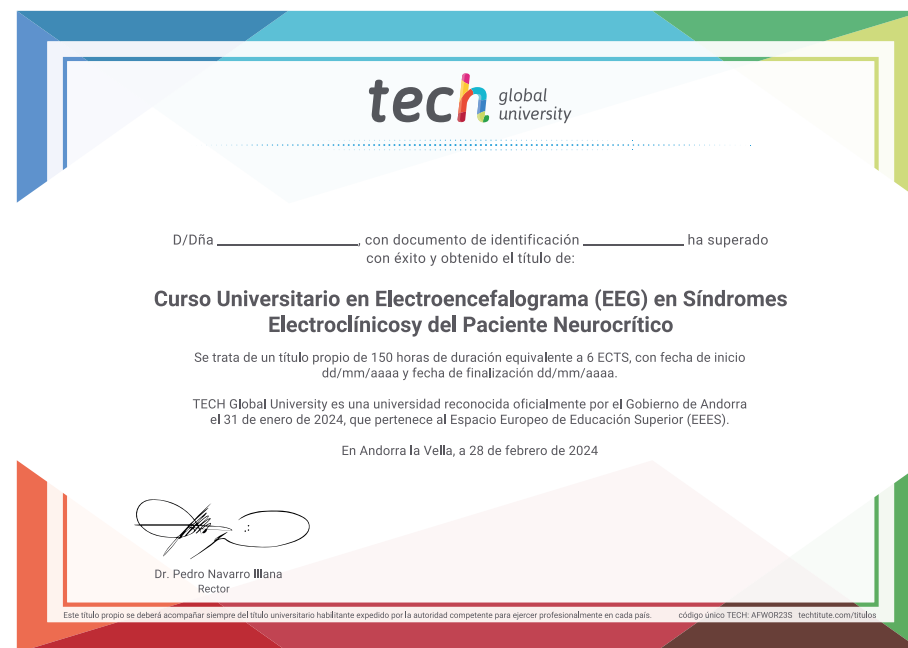 tech global university
D/Dña ____________________, con documento de identificación ______________ ha superado
con éxito y obtenido el título de:
Curso Universitario en Electroencefalograma (EEG) en Síndromes
Electroclínicosy del Paciente Neurocrítico
Se trata de un título propio de 150 horas de duración equivalente a 6 ECTS, con fecha de inicio
dd/mm/aaaa y fecha de finalización dd/mm/aaaa.
TECH Global University es una universidad reconocida oficialmente por el Gobierno de Andorra
el 31 de enero de 2024, que pertenece al Espacio Europeo de Educación Superior (EEES).
En Andorra la Vella, a 28 de febrero de 2024
Dr. Pedro Navarro Illana
Rector
Este título propio se deberá acompañar siempre del título universitario habilitante expedido por la autoridad competente para ejercer profesionalmente en cada país. código único TECH: AFWOR23S techtitute.com/titulos